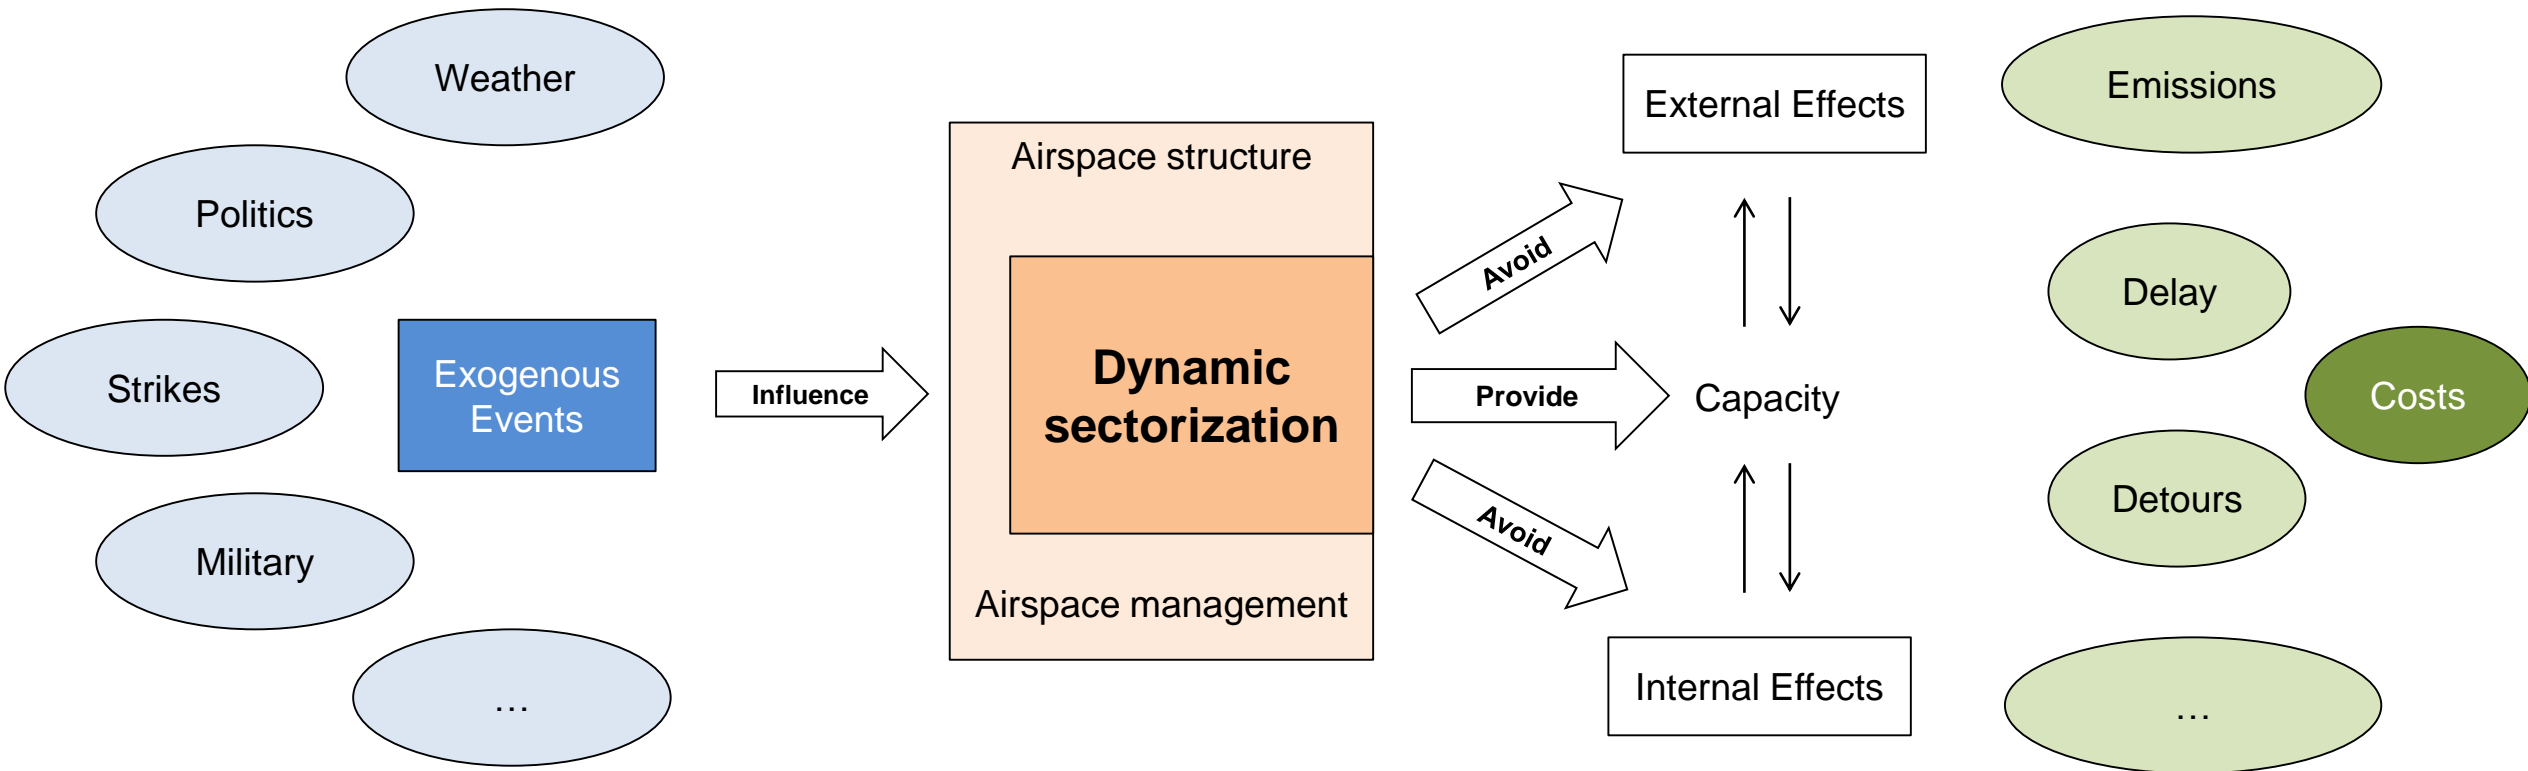 Weather
Politics
Strikes
Military
…
Exogenous
Events
Influence
Airspace structure
Dynamic
sectorization
Airspace management
Avoid
Provide
Avoid
External Effects
Capacity
Internal Effects
Emissions
Delay
Costs
Detours
…